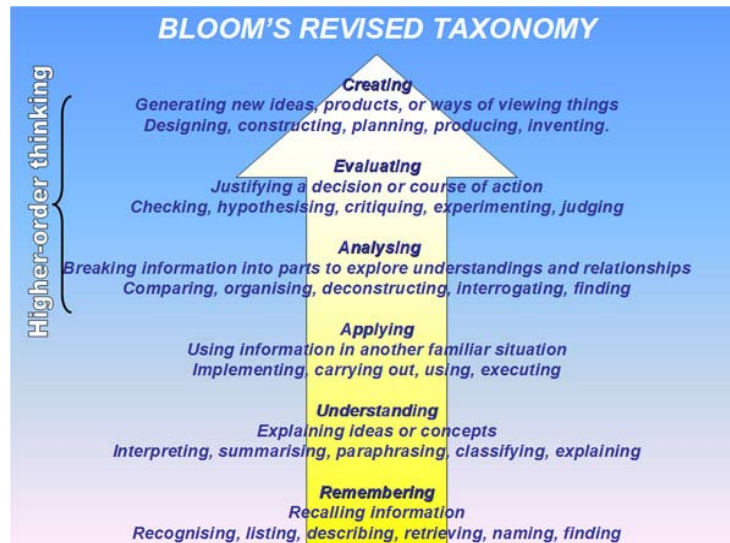 BLOOM'S REVISED TAXONOMY
Higher-order thinking
Creating
Generating new ideas, products, or ways of viewing things
Designing, constructing, planning, producing, inventing.
Evaluating
Justifying a decision or course of action
Checking, hypothesising, critiquing, experimenting, judging
Analysing
Breaking information into parts to explore understandings and relationships
Comparing, organising, deconstructing, interrogating, finding
Applying
Using information in another familiar situation
Implementing, carrying out, using, executing
Understanding
Explaining ideas or concepts
Interpreting, summarising, paraphrasing, classifying, explaining
Remembering
Recalling information
Recognising, listing, describing, retrieving, naming, finding